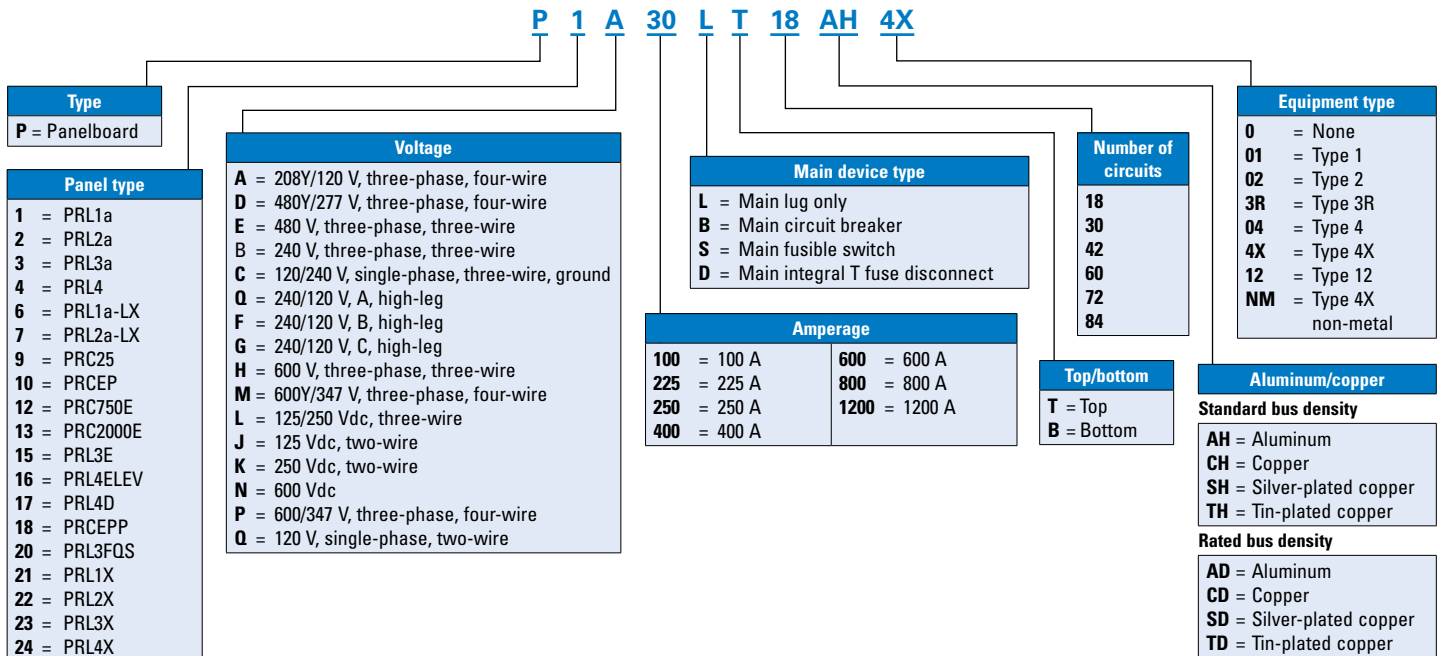 P 1 A 30 L T 18 AH 4X
Type
P = Panelboard
Panel type
1 = PRL1a
2 = PRL2a
3 = PRL3a
4 = PRL4
6 = PRL1a-LX
7 = PRL2a-LX
9 = PRC25
10 = PRCEP
12 = PRC750E
13 = PRC2000E
15 = PRL3E
16 = PRL4ELEV
17 = PRL4D
18 = PRCEPP
20 = PRL3FQS
21 = PRL1X
22 = PRL2X
23 = PRL3X
24 = PRL4X
Voltage
A = 208Y/120 V, three-phase, four-wire
D = 480Y/277 V, three-phase, four-wire
E = 480 V, three-phase, three-wire
B = 240 V, three-phase, three-wire
C = 120/240 V, single-phase, three-wire, ground
Q = 240/120 V, A, high-leg
F = 240/120 V, B, high-leg
G = 240/120 V, C, high-leg
H = 600 V, three-phase, three-wire
M = 600Y/347 V, three-phase, four-wire
L = 125/250 Vdc, three-wire
J = 125 Vdc, two-wire
K = 250 Vdc, two-wire
N = 600 Vdc
P = 600/347 V, three-phase, four-wire
Q = 120 V, single-phase, two-wire
Main device type
L = Main lug only
B = Main circuit breaker
S = Main fusible switch
D = Main integral T fuse disconnect
Amperage
100 = 100 A
225 = 225 A
250 = 250 A
400 = 400 A
600 = 600 A
800 = 800 A
1200 = 1200 A
Number of
circuits
18
30
42
60
72
84
Top/bottom
T = Top
B = Bottom
Equipment type
0 = None
01 = Type 1
02 = Type 2
3R = Type 3R
04 = Type 4
4X = Type 4X
12 = Type 12
NM = Type 4X
non-metal
Aluminum/copper
Standard bus density
AH = Aluminum
CH = Copper
SH = Silver-plated copper
TH = Tin-plated copper
Rated bus density
AD = Aluminum
CD = Copper
SD = Silver-plated copper
TD = Tin-plated copper